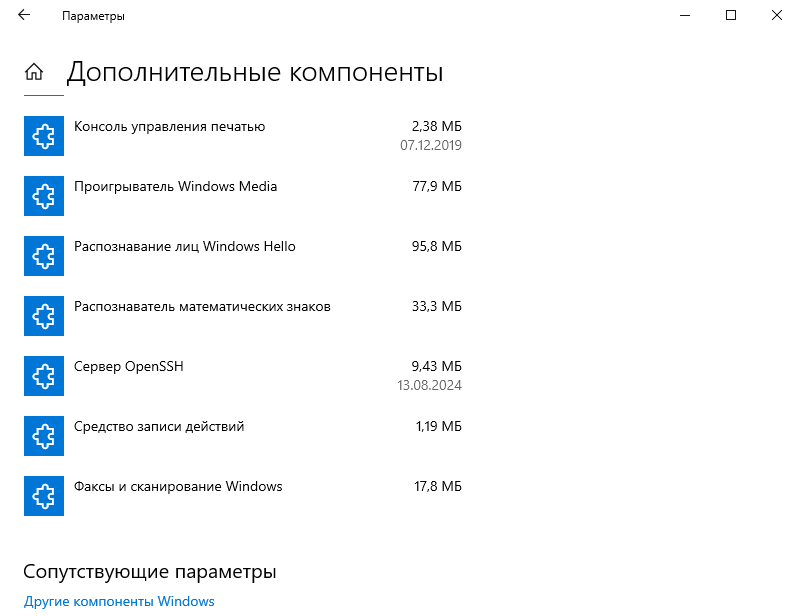 Параметры
Дополнительные компоненты
Консоль управления печатью 2,38 МБ
07.12.2019
Проигрыватель Windows Media 77,9 МБ
Распознавание лиц Windows Hello 95,8 МБ
Распознаватель математических знаков 33,3 МБ
Сервер OpenSSH 9,43 МБ
13.08.2024
Средство записи действий 1,19 МБ
Факсы и сканирование Windows 17,8 МБ
Сопутствующие параметры
Другие компоненты Windows